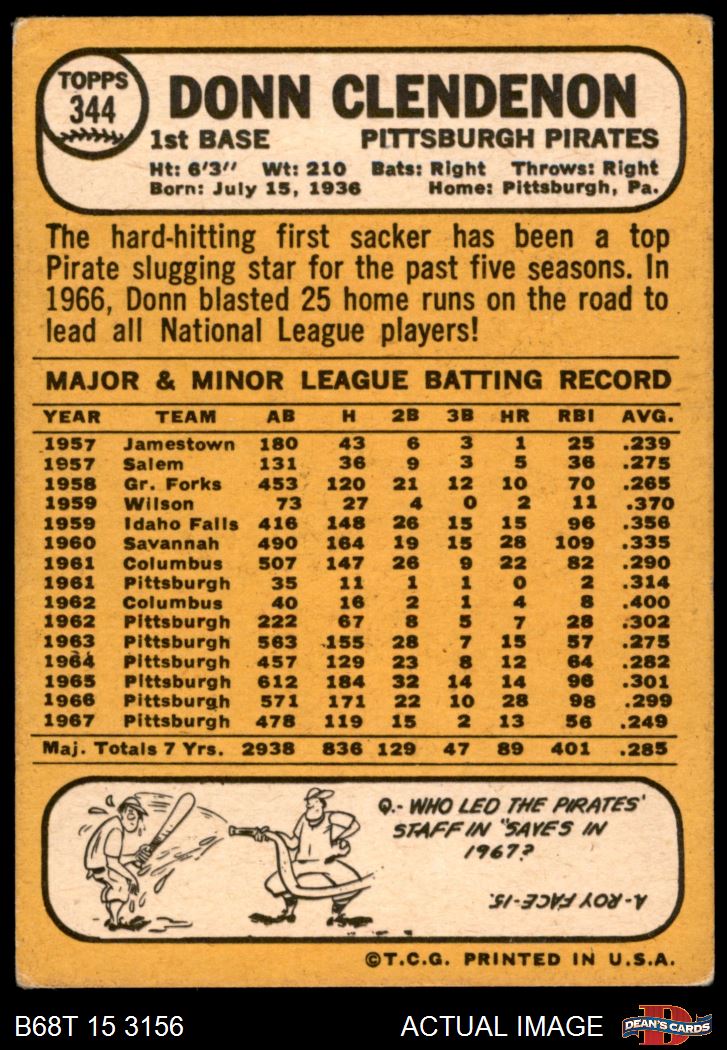 TOPPS
344
DONN CLENDENON
1st BASE PITTSBURGH PIRATES
Ht: 6'3" Wt: 210 Bats: Right Throws: Right
Born: July 15, 1936 Home: Pittsburgh, Pa.
The hard-hitting first sacker has been a top
Pirate slugging star for the past five seasons. In
1966, Donn blasted 25 home runs on the road to
lead all National League players!
MAJOR & MINOR LEAGUE BATTING RECORD
YEAR TEAM AB H 2B 3B HR RBI AVG.
1957 Jamestown 180 43 6 3 1 25 .239
1957 Salem 131 36 9 3 5 36 .275
1958 Gr. Forks 453 120 21 12 10 70 .265
1959 Wilson 73 27 4 0 2 11 .370
1959 Idaho Falls 416 148 26 15 15 96 .356
1960 Savannah 490 164 19 15 28 109 .335
1961 Columbus 507 147 26 9 22 82 .290
1961 Pittsburgh 35 11 1 1 0 2 .314
1962 Columbus 40 16 2 1 4 8 .400
1962 Pittsburgh 222 67 8 5 7 28 .302
1963 Pittsburgh 563 155 28 7 15 57 .275
1964 Pittsburgh 457 129 23 8 12 64 .282
1965 Pittsburgh 612 184 32 14 14 96 .301
1966 Pittsburgh 571 171 22 10 28 98 .299
1967 Pittsburgh 478 119 15 2 13 56 .249
Maj. Totals 7 Yrs. 2938 836 129 47 89 401 .285
Q.- WHO LED THE PIRATES'
STAFF IN "SAVES IN
1967?
A- ROY FACE-15.
©T.C.G. PRINTED IN U.S.A.
B68T 15 3156 ACTUAL IMAGE
D
DEAN'S CARDS